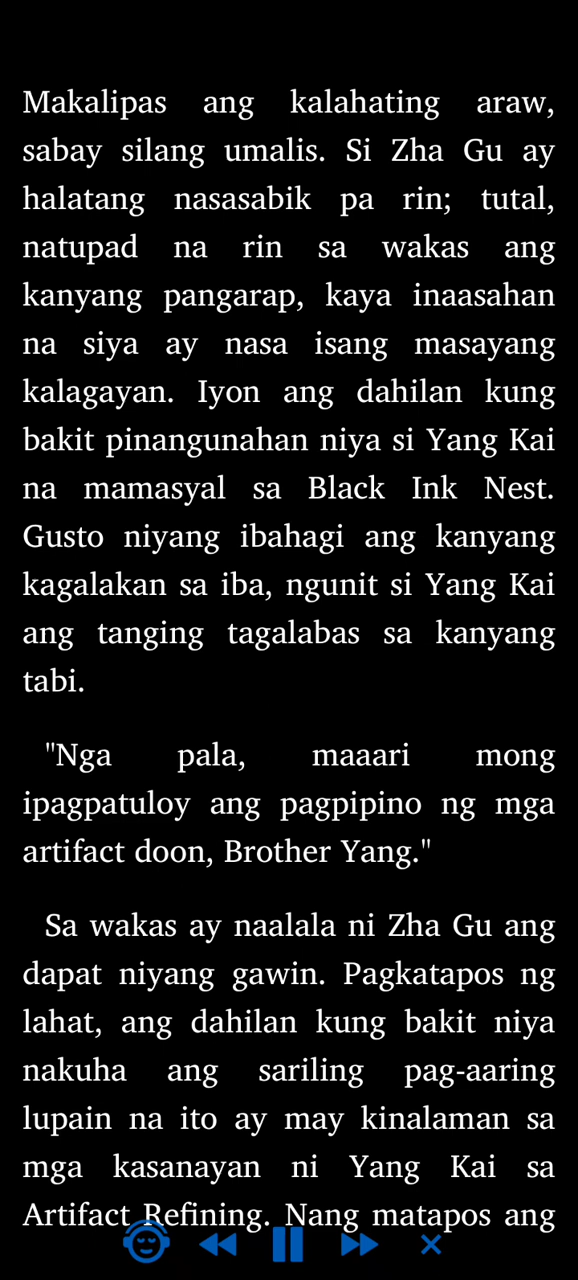 Makalipas ang kalahating araw,
sabay silang umalis. Si Zha Gu ay
halatang nasasabik pa rin; tutal,
natupad na rin sa wakas ang
kanyang pangarap, kaya inaasahan
na siya ay nasa isang masayang
kalagayan. Iyon ang dahilan kung
bakit pinangunahan niya si Yang Kai
na mamasyal sa Black Ink Nest.
Gusto niyang ibahagi ang kanyang
kagalakan sa iba, ngunit si Yang Kai
ang tanging tagalabas sa kanyang
tabi.
"Nga pala, maaari mong
ipagpatuloy ang pagpipino ng mga
artifact doon, Brother Yang."
Sa wakas ay naalala ni Zha Gu ang
dapat niyang gawin. Pagkatapos ng
lahat, ang dahilan kung bakit niya
nakuha ang sariling pag-aaring
lupain na ito ay may kinalaman sa
mga kasanayan ni Yang Kai sa
Artifact Refining. Nang matapos ang